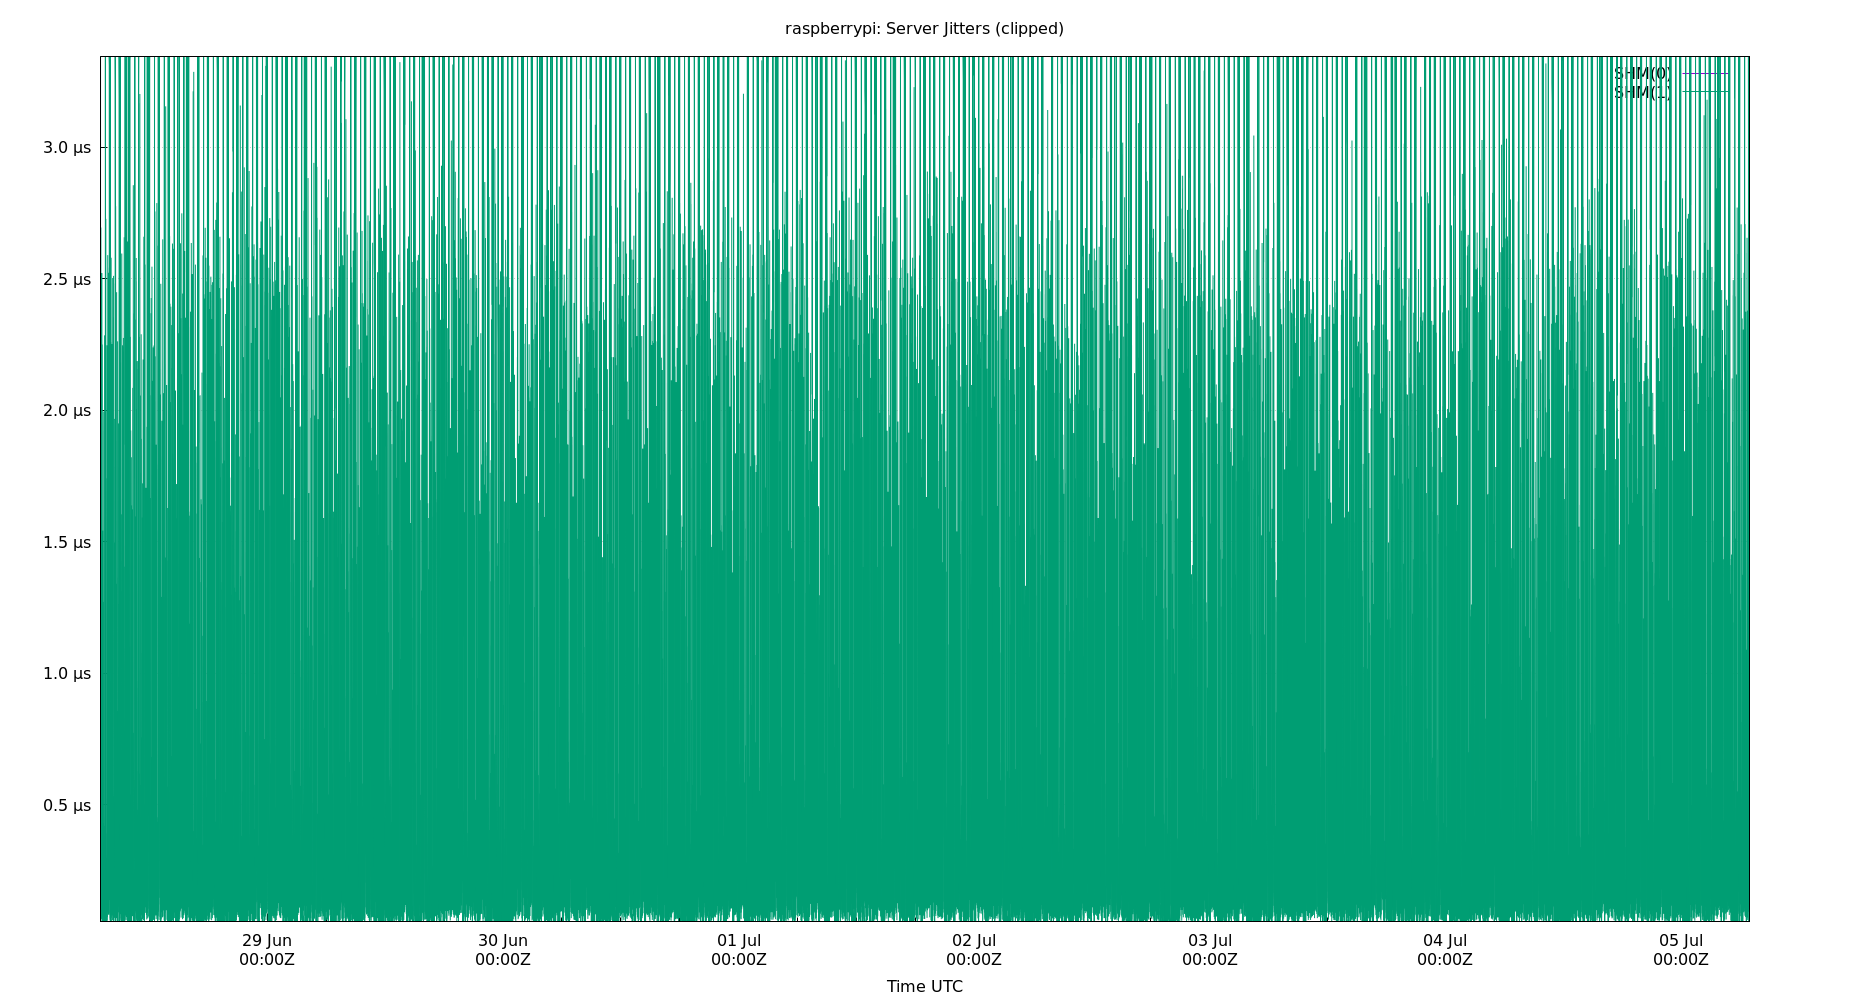 raspberrypi: Server Jitters (clipped)
SHM(0)
SHM(1)
3.0 µs
2.5 µs
2.0 µs
1.5 µs
1.0 µs
0.5 µs
29 Jun 30 Jun 01 Jul 02 Jul 03 Jul 04 Jul 05 Jul
00:00Z 00:00Z 00:00Z 00:00Z 00:00Z 00:00Z 00:00Z
Time UTC